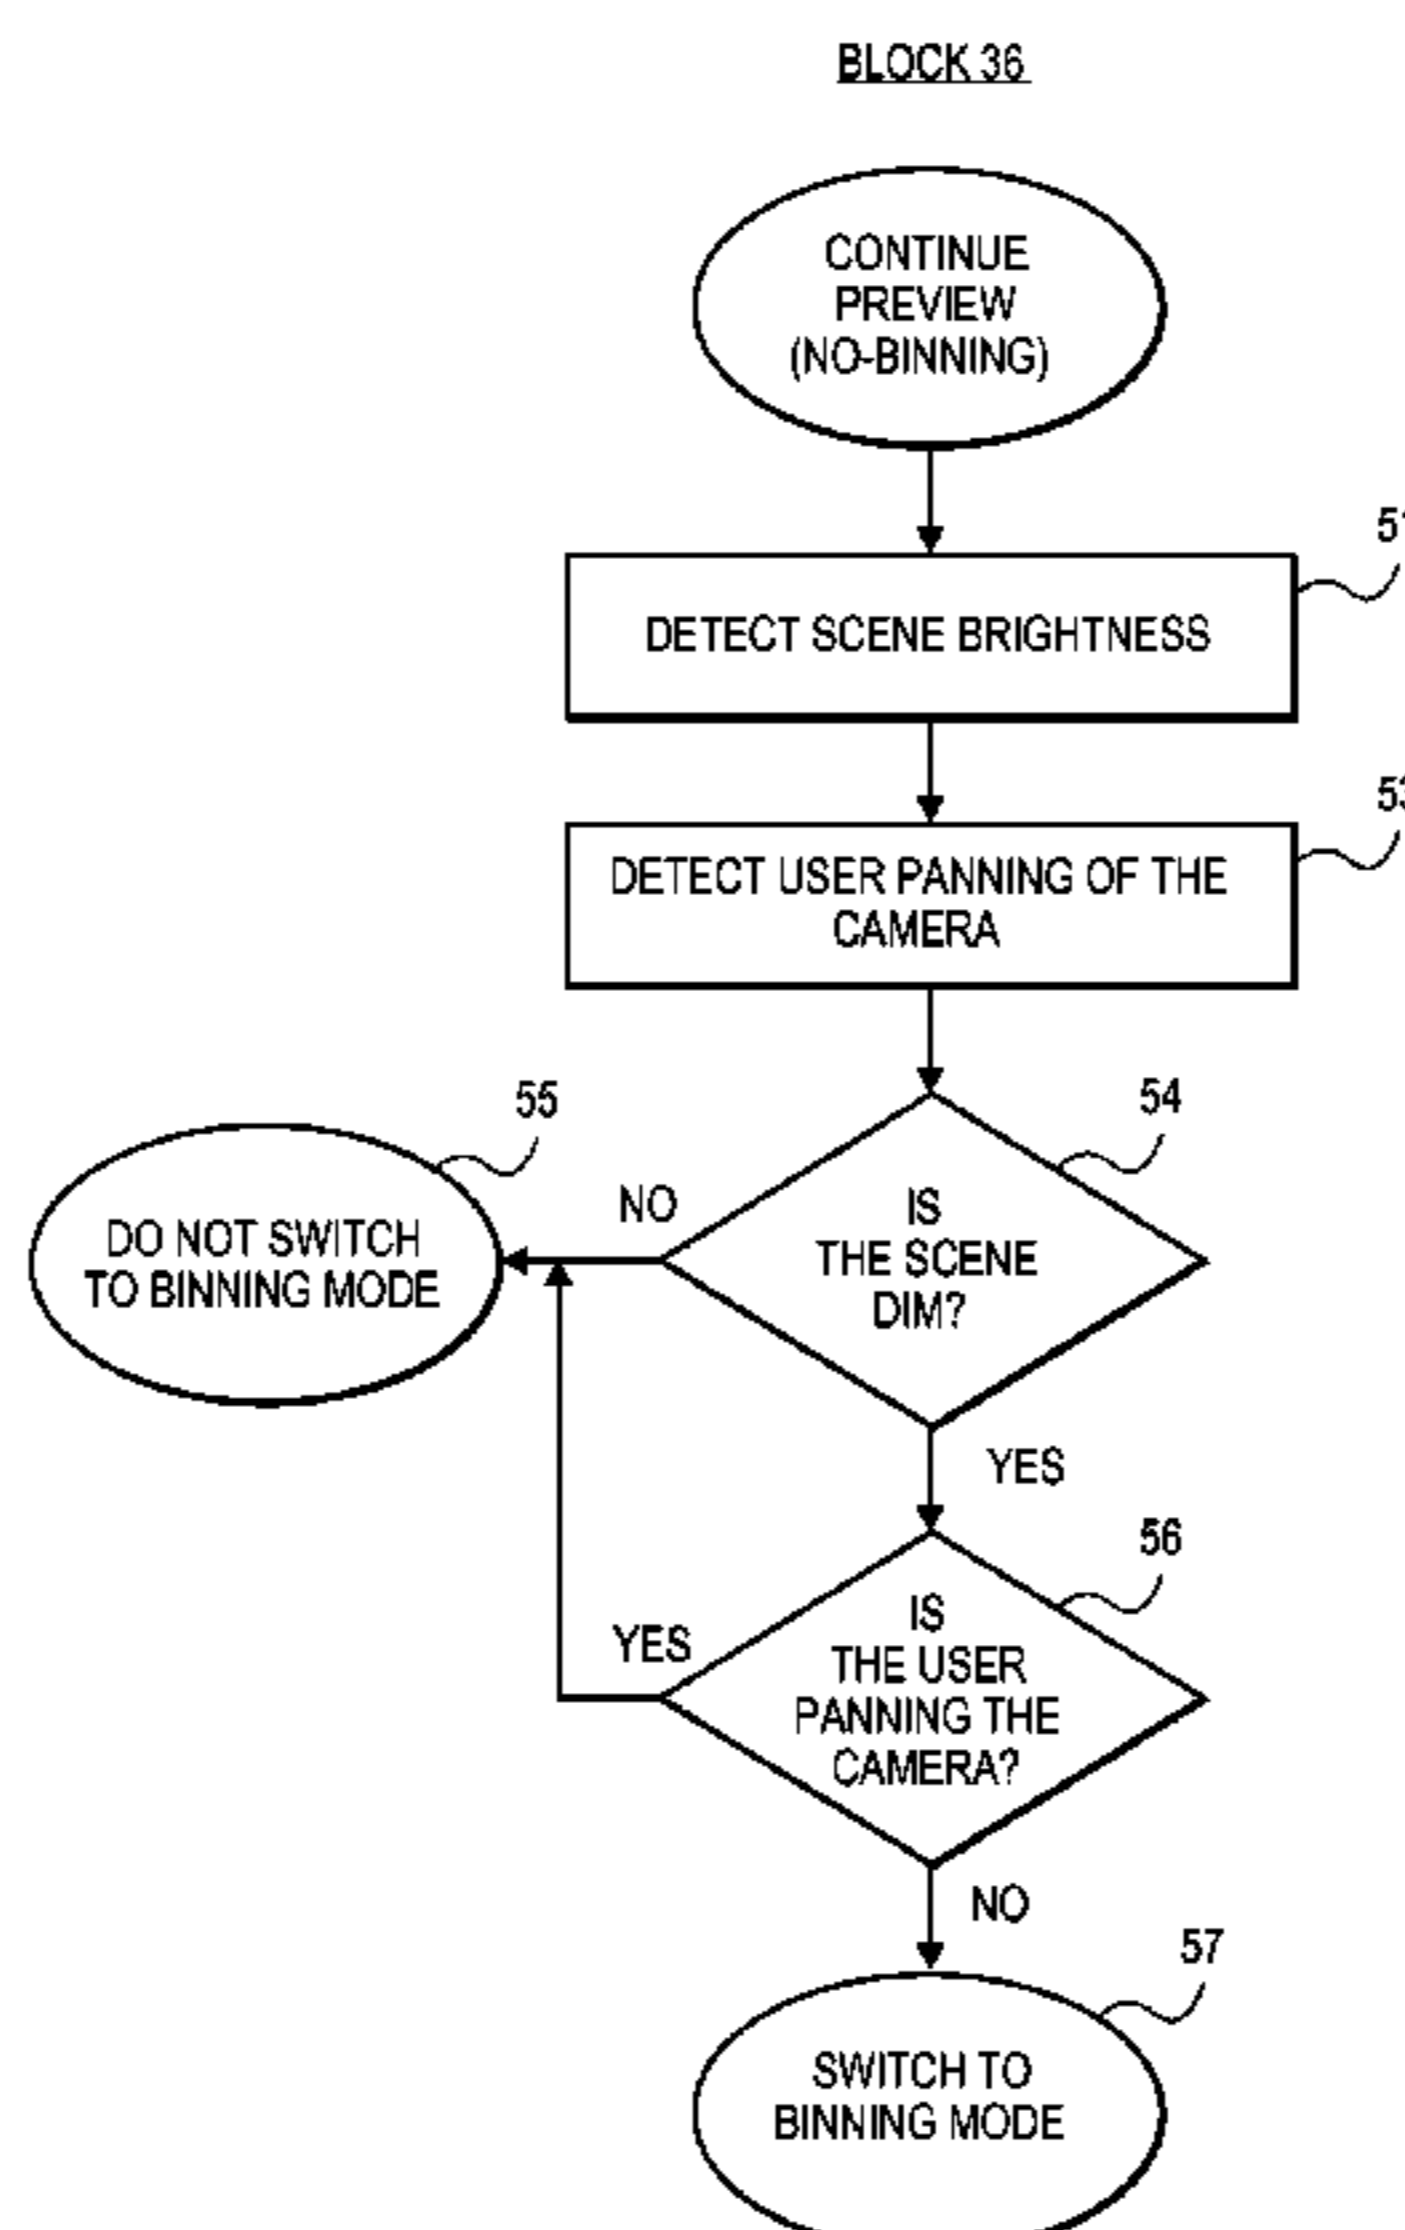 BLOCK 36
CONTINUE
PREVIEW
(NO-BINNING)
DETECT SCENE BRIGHTNESS
DETECT USER PANNING OF THE
CAMERA
55
54
NO
IS
THE SCENE
DIM?
DO NOT SWITCH
TO BINNING MODE
YES
56
YES
IS
THE USER
PANNING THE
CAMERA?
NO
57
SWITCH TO
BINNING MODE